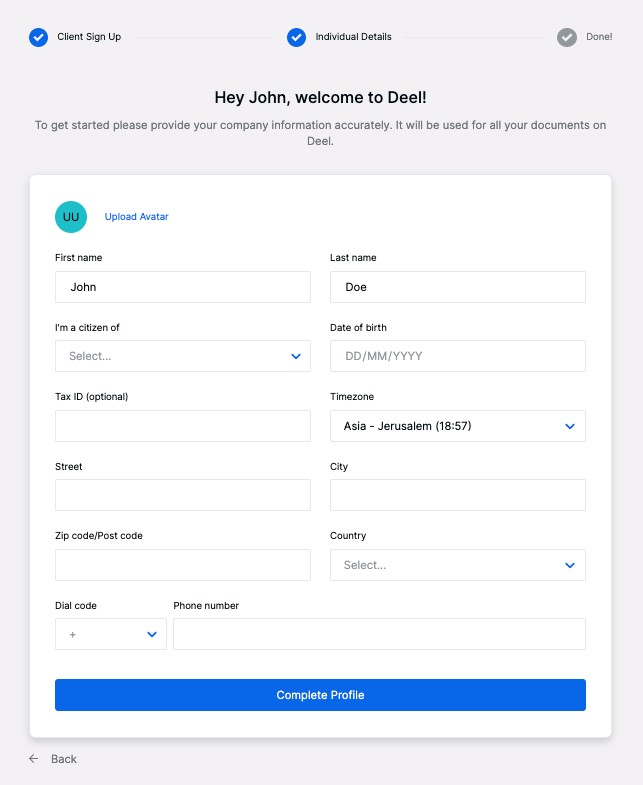 Client Sign Up
Individual Details
Done!
Hey John, welcome to Deel!
To get started please provide your company information accurately. It will be used for all your documents on
Deel.
UU
Upload Avatar
First name
Last name
John
Doe
I'm a citizen of
Date of birth
Select...
DD/MM/YYYY
Tax ID (optional)
Timezone
Asia - Jerusalem (18:57)
Street
City
Zip code/Post code
Country
Select...
Dial code
Phone number
+
Complete Profile
← Back